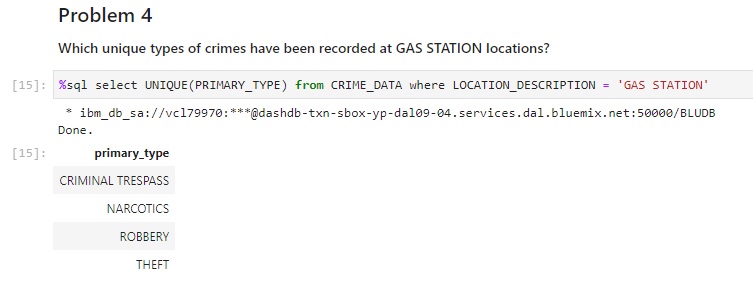 Problem 4
Which unique types of crimes have been recorded at GAS STATION locations?
[15]: %sql select UNIQUE(PRIMARY_TYPE) from CRIME_DATA where LOCATION_DESCRIPTION = 'GAS STATION'
* ibm_db_sa://vcl79970:***@dashdb-txn-sbox-yp-dal09-04.services.dal.bluemix.net:50000/BLUDB
Done.
[15]: primary_type
CRIMINAL TRESPASS
NARCOTICS
ROBBERY
THEFT